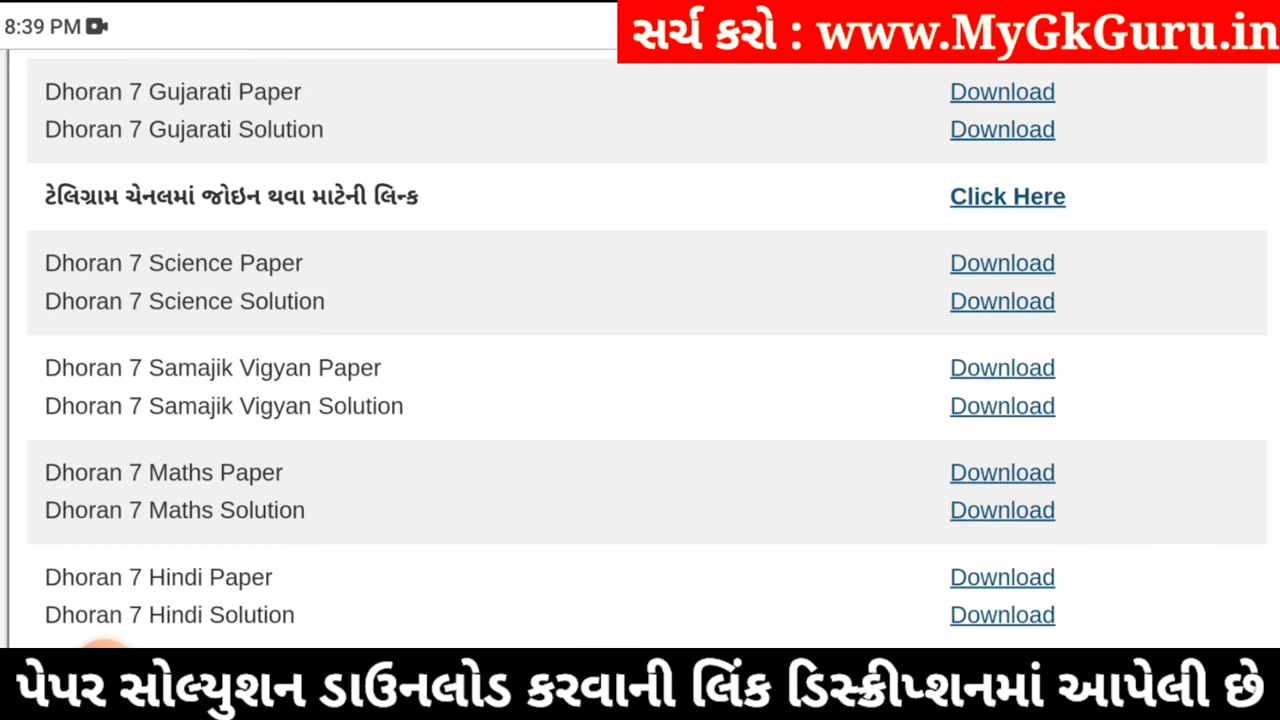 8:39 PM
સર્ચ કરો : www.MyGkGuru.in
Dhoran 7 Gujarati Paper Download
Dhoran 7 Gujarati Solution Download
ટેલિગ્રામ ચેનલમાં જોઇન થવા માટેની લિન્ક Click Here
Dhoran 7 Science Paper Download
Dhoran 7 Science Solution Download
Dhoran 7 Samajik Vigyan Paper Download
Dhoran 7 Samajik Vigyan Solution Download
Dhoran 7 Maths Paper Download
Dhoran 7 Maths Solution Download
Dhoran 7 Hindi Paper Download
Dhoran 7 Hindi Solution Download
પેપર સોલ્યુશન ડાઉનલોડ કરવાની લિંક ડિસ્ક્રીપ્શનમાં આપેલી છે